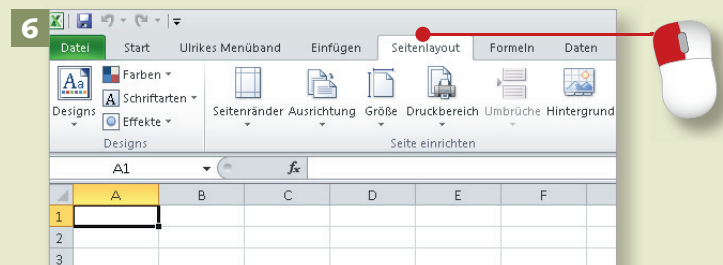 6
Datei Start Ulrikes Menüband Einfügen Seitenlayout Formeln Daten
Aa Designs
Farben
A Schriftarten
Effekte
Seitenränder Ausrichtung Größe Druckbereich Umbrüche Hintergrund
Designs Seite einrichten
A1 fx
A B C D E F
1
2
3